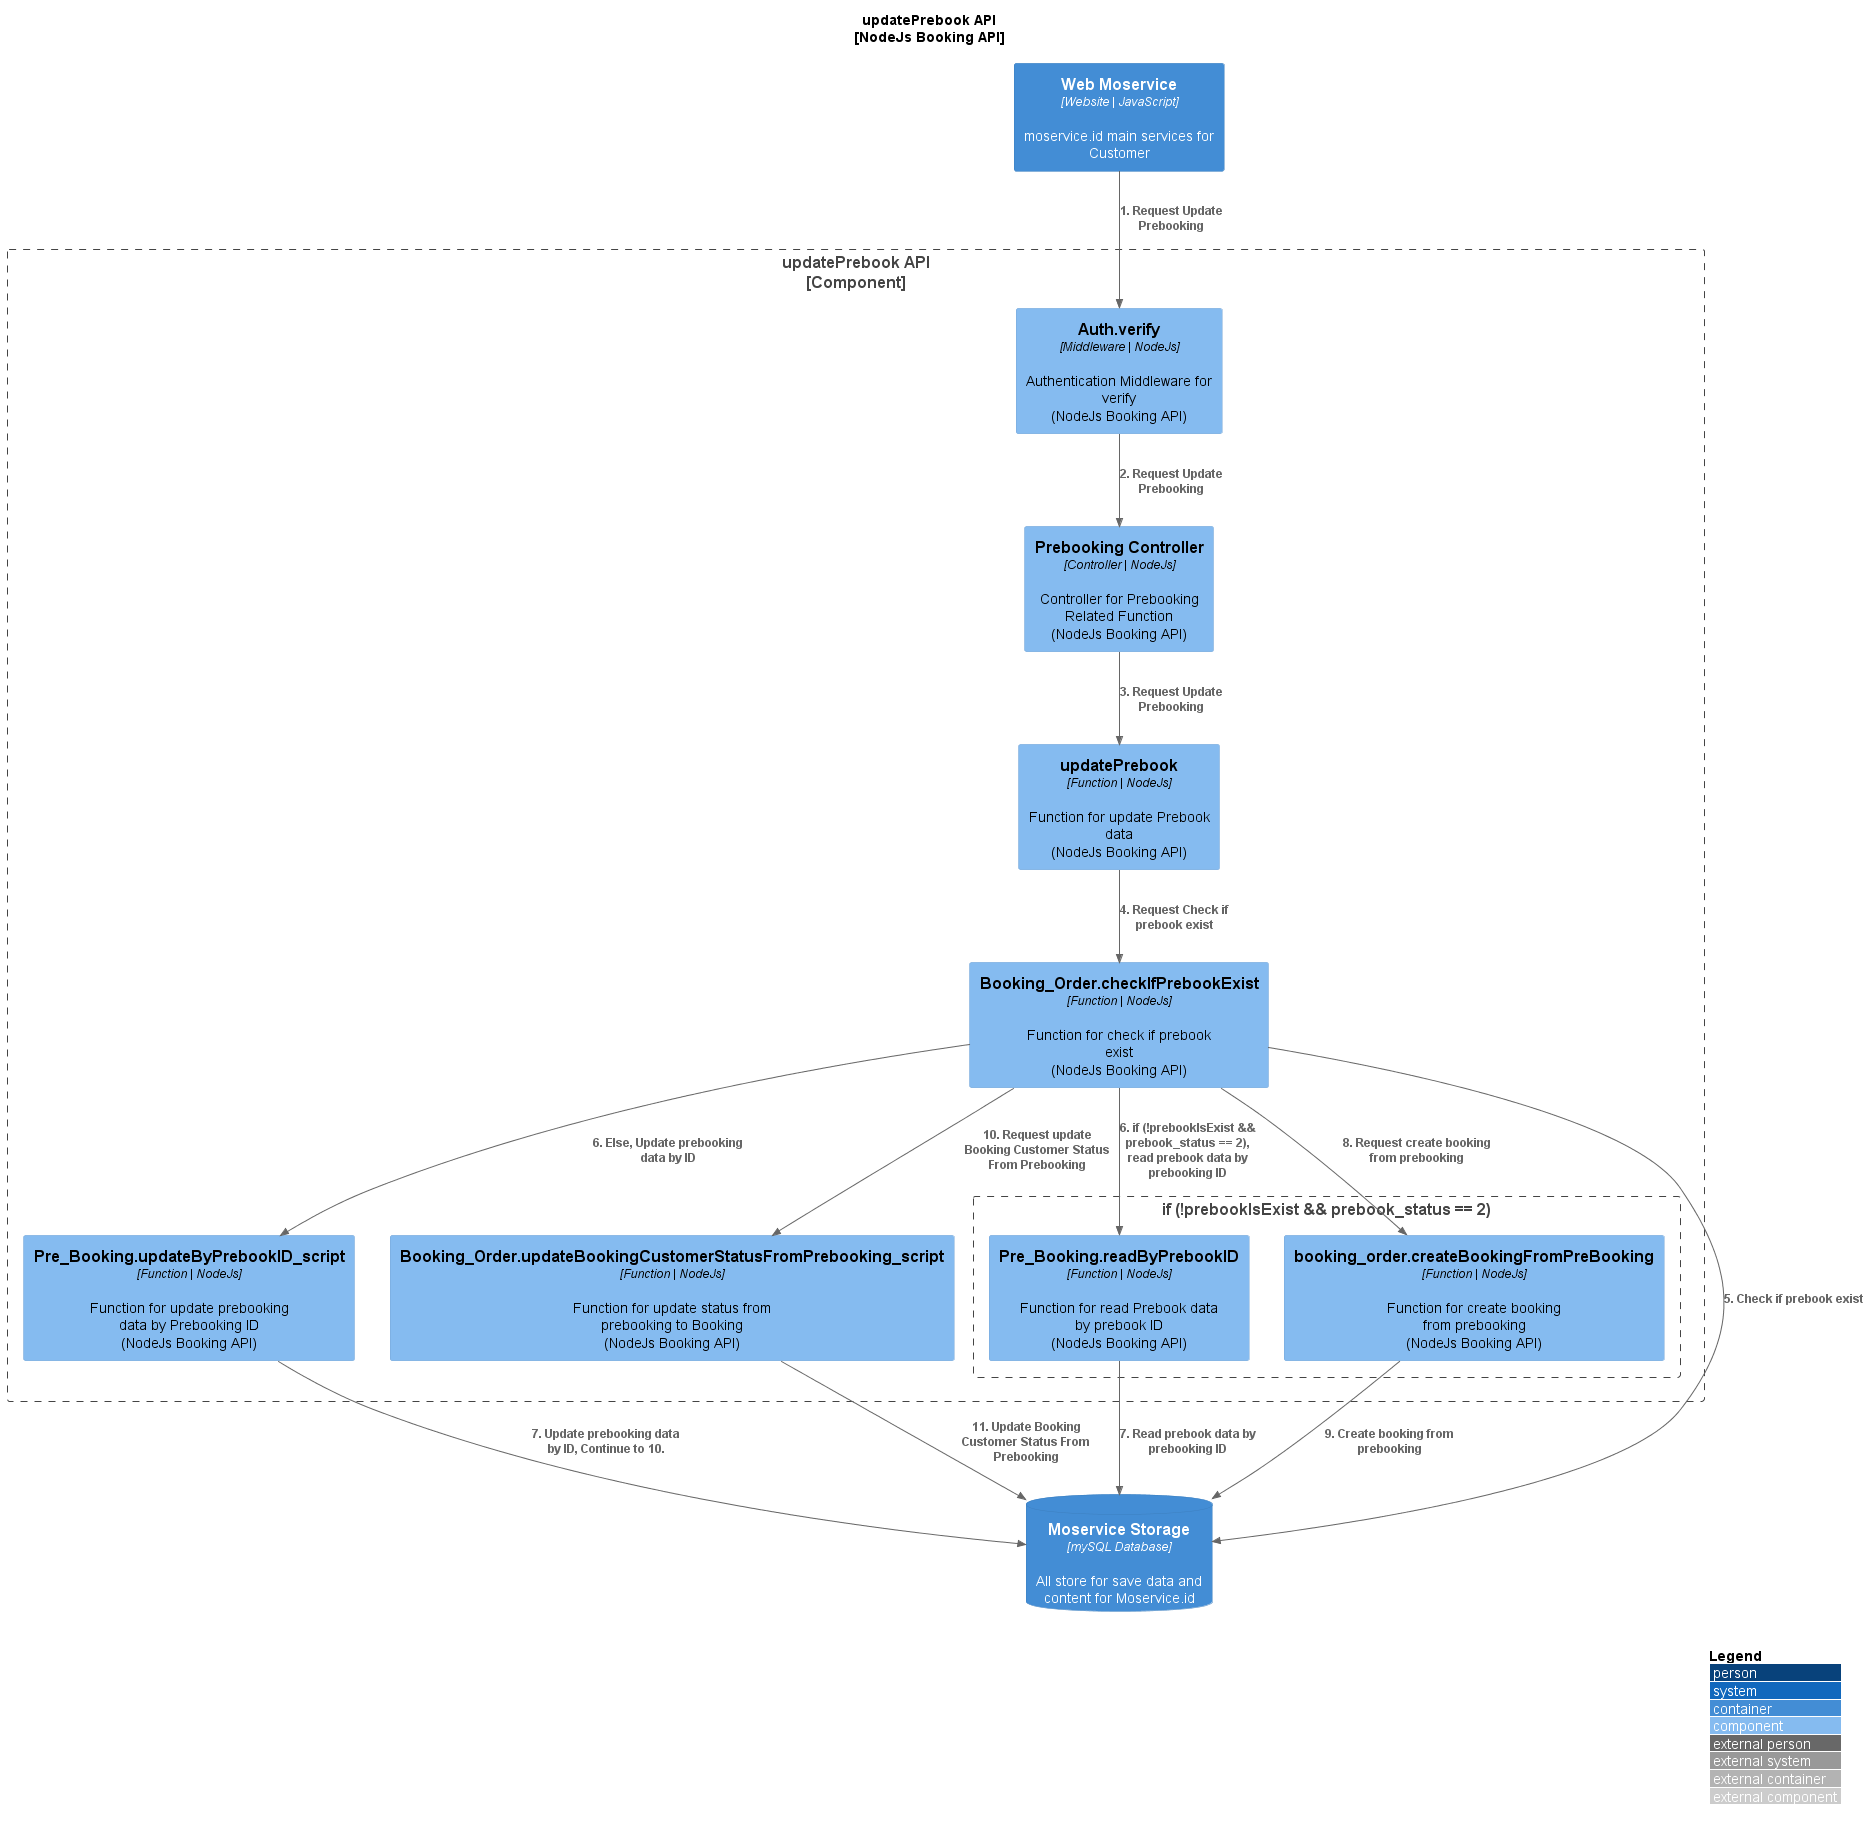 updatePrebook API
[NodeJs Booking API]
Web Moservice
[Website | JavaScript]
moservice.id main services for
Customer
1. Request Update
Prebooking
updatePrebook API
[Component]
Auth.verify
[Middleware | NodeJs]
Authentication Middleware for
verify
(NodeJs Booking API)
2. Request Update
Prebooking
Prebooking Controller
[Controller | NodeJs]
Controller for Prebooking
Related Function
(NodeJs Booking API)
3. Request Update
Prebooking
updatePrebook
[Function | NodeJs]
Function for update Prebook
data
(NodeJs Booking API)
4. Request Check if
prebook exist
Booking_Order.checkIfPrebookExist
[Function | NodeJs]
Function for check if prebook
exist
(NodeJs Booking API)
6. Else, Update prebooking
data by ID
10. Request update
Booking Customer Status
From Prebooking
6. if (!prebookIsExist &&
prebook_status == 2),
read prebook data by
prebooking ID
8. Request create booking
from prebooking
if (!prebookIsExist && prebook_status == 2)
Pre_Booking.updateByPrebookID_script
[Function | NodeJs]
Function for update prebooking
data by Prebooking ID
(NodeJs Booking API)
Booking_Order.updateBookingCustomerStatusFromPrebooking_script
[Function | NodeJs]
Function for update status from
prebooking to Booking
(NodeJs Booking API)
Pre_Booking.readByPrebookID
[Function | NodeJs]
Function for read Prebook data
by prebook ID
(NodeJs Booking API)
booking_order.createBookingFromPreBooking
[Function | NodeJs]
Function for create booking
from prebooking
(NodeJs Booking API)
5. Check if prebook exist
7. Update prebooking data
by ID, Continue to 10.
11. Update Booking
Customer Status From
Prebooking
7. Read prebook data by
prebooking ID
9. Create booking from
prebooking
Moservice Storage
[mySQL Database]
All store for save data and
content for Moservice.id
Legend
person
system
container
component
external person
external system
external container
external component